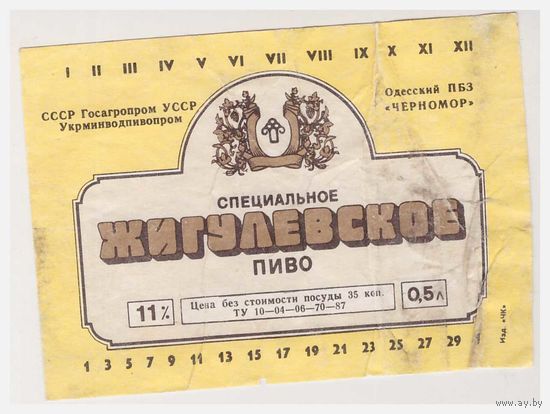 I II III IV V VI VII VIII IX X XI XII
СССР Госагропром УССР
Укрминводпивопром
Одесский ПБЗ
«ЧЕРНОМОР»
СПЕЦИАЛЬНОЕ
ЖИГУЛЕВСКОЕ
ПИВО
11%
Цена без стоимости посуды 35 коп.
ТУ 10—04—06—70—87
0,5л
1 3 5 7 9 11 13 15 17 19 21 23 25 27 29
Изд. «ЧК»
www.ay.by